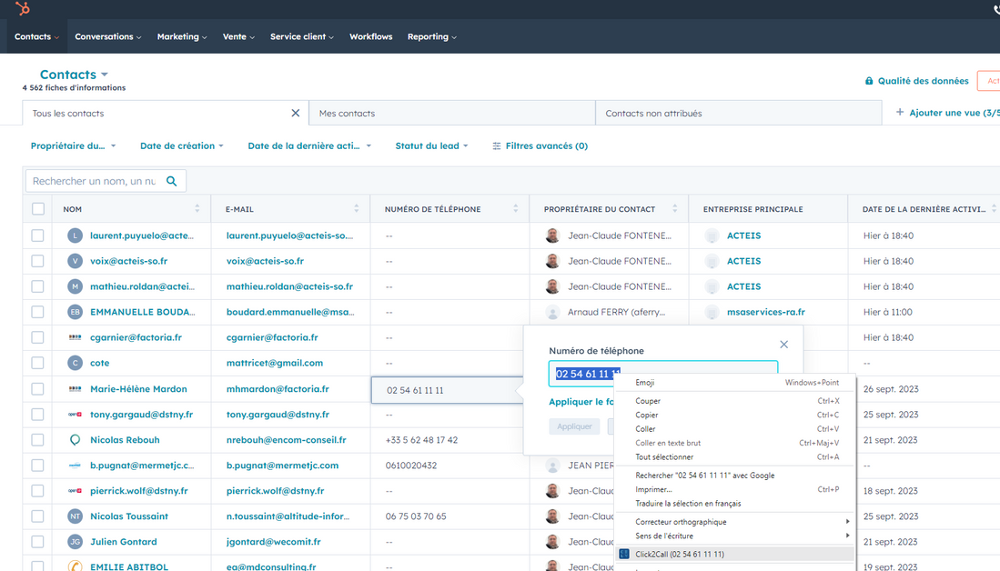 Contacts
Conversations
Marketing
Vente
Service client
Workflows
Reporting
Contacts
4 562 fiches d'informations
Qualité des données
Tous les contacts
Mes contacts
Contacts non attribués
Ajouter une vue (3/5
Propriétaire du...
Date de création
Date de la dernière acti...
Statut du lead
Filtres avancés (0)
Rechercher un nom, un nu
NOM E-MAIL NUMÉRO DE TÉLÉPHONE PROPRIÉTAIRE DU CONTACT ENTREPRISE PRINCIPALE DATE DE LA DERNIÈRE ACTIVI...
L laurent.puyuelo@acte... laurent.puyuelo@acteis-so.... -- Jean-Claude FONTENE... ACTEIS Hier à 18:40
V voix@acteis-so.fr voix@acteis-so.fr -- Jean-Claude FONTENE... ACTEIS Hier à 18:40
M mathieu.roldan@actei... mathieu.roldan@acteis-so.fr -- Jean-Claude FONTENE... ACTEIS Hier à 18:40
EB EMMANUELLE BOUDA... boudard.emmanuelle@msa... -- Arnaud FERRY (aferry... msaservices-ra.fr Hier à 11:00
cgarnier@factoria.fr cgarnier@factoria.fr -- Hier à 18:40
C cote mattricet@gmail.com -- --
Marie-Hélène Mardon mhmardon@factoria.fr 02 54 61 11 11 26 sept. 2023
tony.gargaud@dstny.fr tony.gargaud@dstny.fr -- 25 sept. 2023
Nicolas Rebouh nrebouh@encom-conseil.fr +33 5 62 48 17 42 21 sept. 2023
b.pugnat@mermetjc.c... b.pugnat@mermetjc.com 0610020432 JEAN PIER --
pierrick.wolf@dstny.fr pierrick.wolf@dstny.fr -- Jean-Clau 18 sept. 2023
NT Nicolas Toussaint n.toussaint@altitude-infor... 06 75 03 70 65 Jean-Clau 25 sept. 2023
JG Julien Gontard jgontard@wecomit.fr -- Jean-Clau 21 sept. 2023
EMILIE ABITBOL ea@mdconsulting.fr -- Jean-Clau 19 sept. 2023
Numéro de téléphone
02 54 61 11 11
Appliquer le fo
Appliquer
Emoji Windows+Point
Couper Ctrl+X
Copier Ctrl+C
Coller Ctrl+V
Coller en texte brut Ctrl+Maj+V
Tout sélectionner Ctrl+A
Rechercher "02 54 61 11 11" avec Google
Imprimer... Ctrl+P
Traduire la sélection en français
Correcteur orthographique
Sens de l'écriture
Click2Call (02 54 61 11 11)